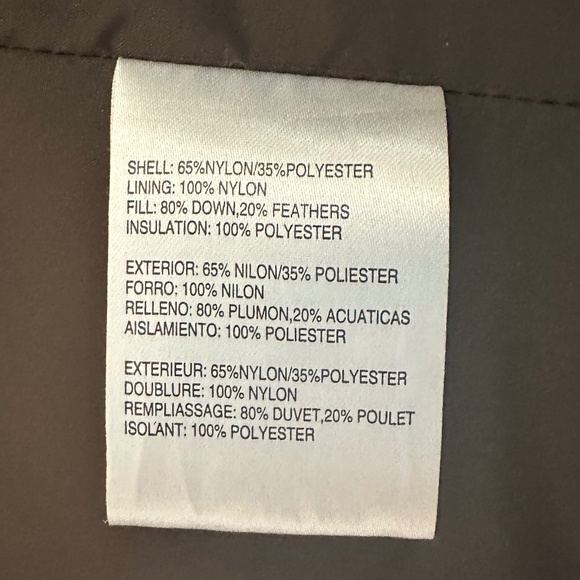 SHELL: 65%NYLON/35%POLYESTER
LINING: 100% NYLON
FILL: 80% DOWN,20% FEATHERS
INSULATION: 100% POLYESTER
EXTERIOR: 65% NILON/35% POLIESTER
FORRO: 100% NILON
RELLENO: 80% PLUMON,20% ACUATICAS
AISLAMIENTO: 100% POLIESTER
EXTERIEUR: 65%NYLON/35%POLYESTER
DOUBLURE: 100% NYLON
REMPLIASSAGE: 80% DUVET,20% POULET
ISOLANT: 100% POLYESTER